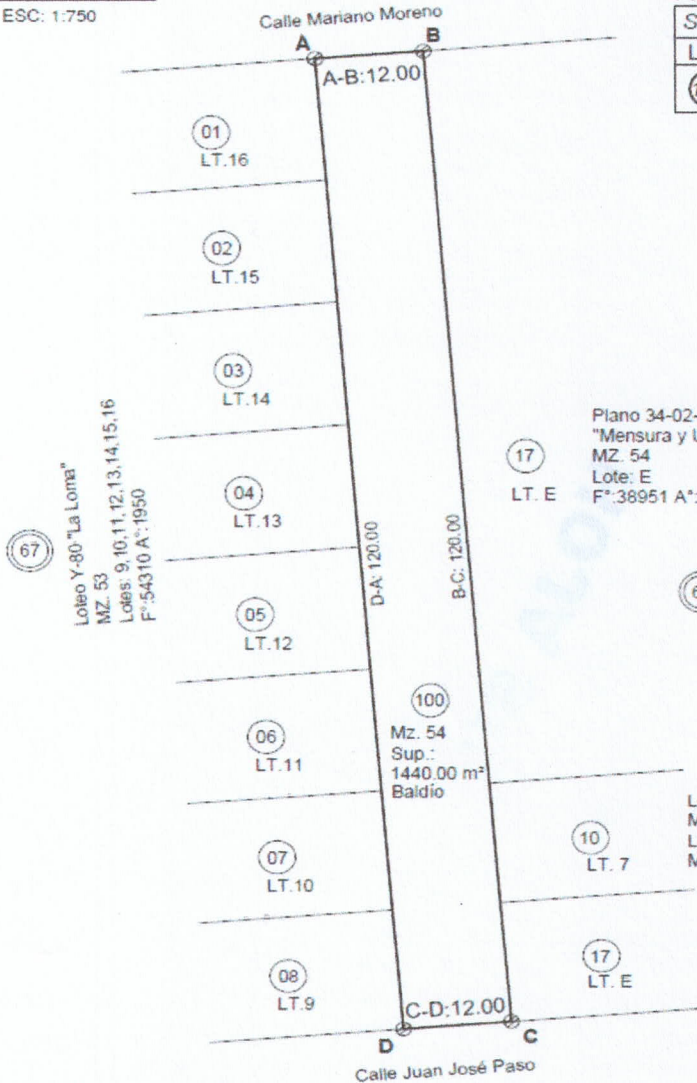 ESC: 1:750
Calle Mariano Moreno
A
B
A-B:12.00
01
LT.16
02
LT.15
03
LT.14
04
LT.13
05
LT.12
06
LT.11
07
LT.10
08
LT.9
67
Loteo Y-80 "La Loma"
MZ. 53
Lotes: 9,10,11,12,13,14,15,16
F°:54310 A°:1950
D-A: 120.00
B-C: 120.00
17
LT. E
Plano 34-02-
"Mensura y
MZ. 54
Lote: E
F°:38951 A°:
100
Mz. 54
Sup.:
1440.00 m²
Baldío
10
LT. 7
17
LT. E
C-D:12.00
D
C
Calle Juan José Paso